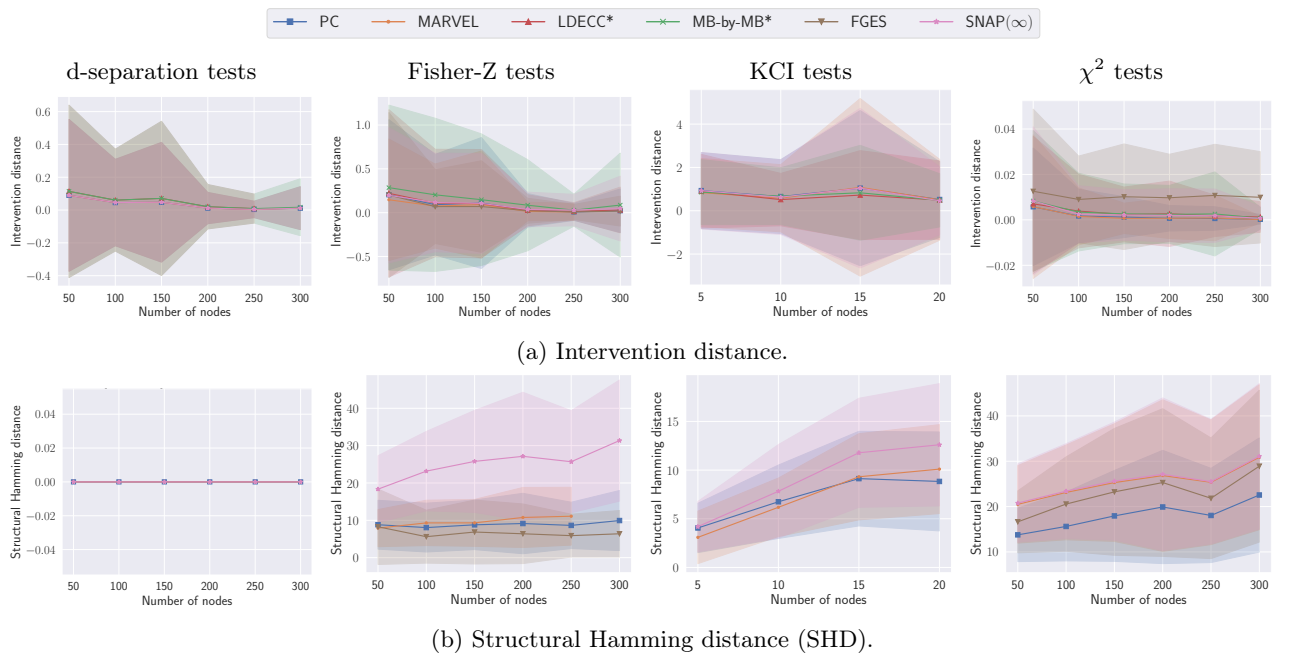 PC MARVEL LDECC* MB-by-MB* FGES SNAP(∞)
d-separation tests Fisher-Z tests KCI tests χ² tests
Intervention distance
0.6
0.4
0.2
0.0
−0.2
−0.4
50 100 150 200 250 300
Number of nodes
Intervention distance
1.0
0.5
0.0
−0.5
50 100 150 200 250 300
Number of nodes
Intervention distance
4
2
0
−2
5 10 15 20
Number of nodes
Intervention distance
0.04
0.02
0.00
−0.02
50 100 150 200 250 300
Number of nodes
(a) Intervention distance.
Structural Hamming distance
0.04
0.02
0.00
−0.02
−0.04
50 100 150 200 250 300
Number of nodes
Structural Hamming distance
40
30
20
10
0
50 100 150 200 250 300
Number of nodes
Structural Hamming distance
15
10
5
0
5 10 15 20
Number of nodes
Structural Hamming distance
40
30
20
10
50 100 150 200 250 300
Number of nodes
(b) Structural Hamming distance (SHD).